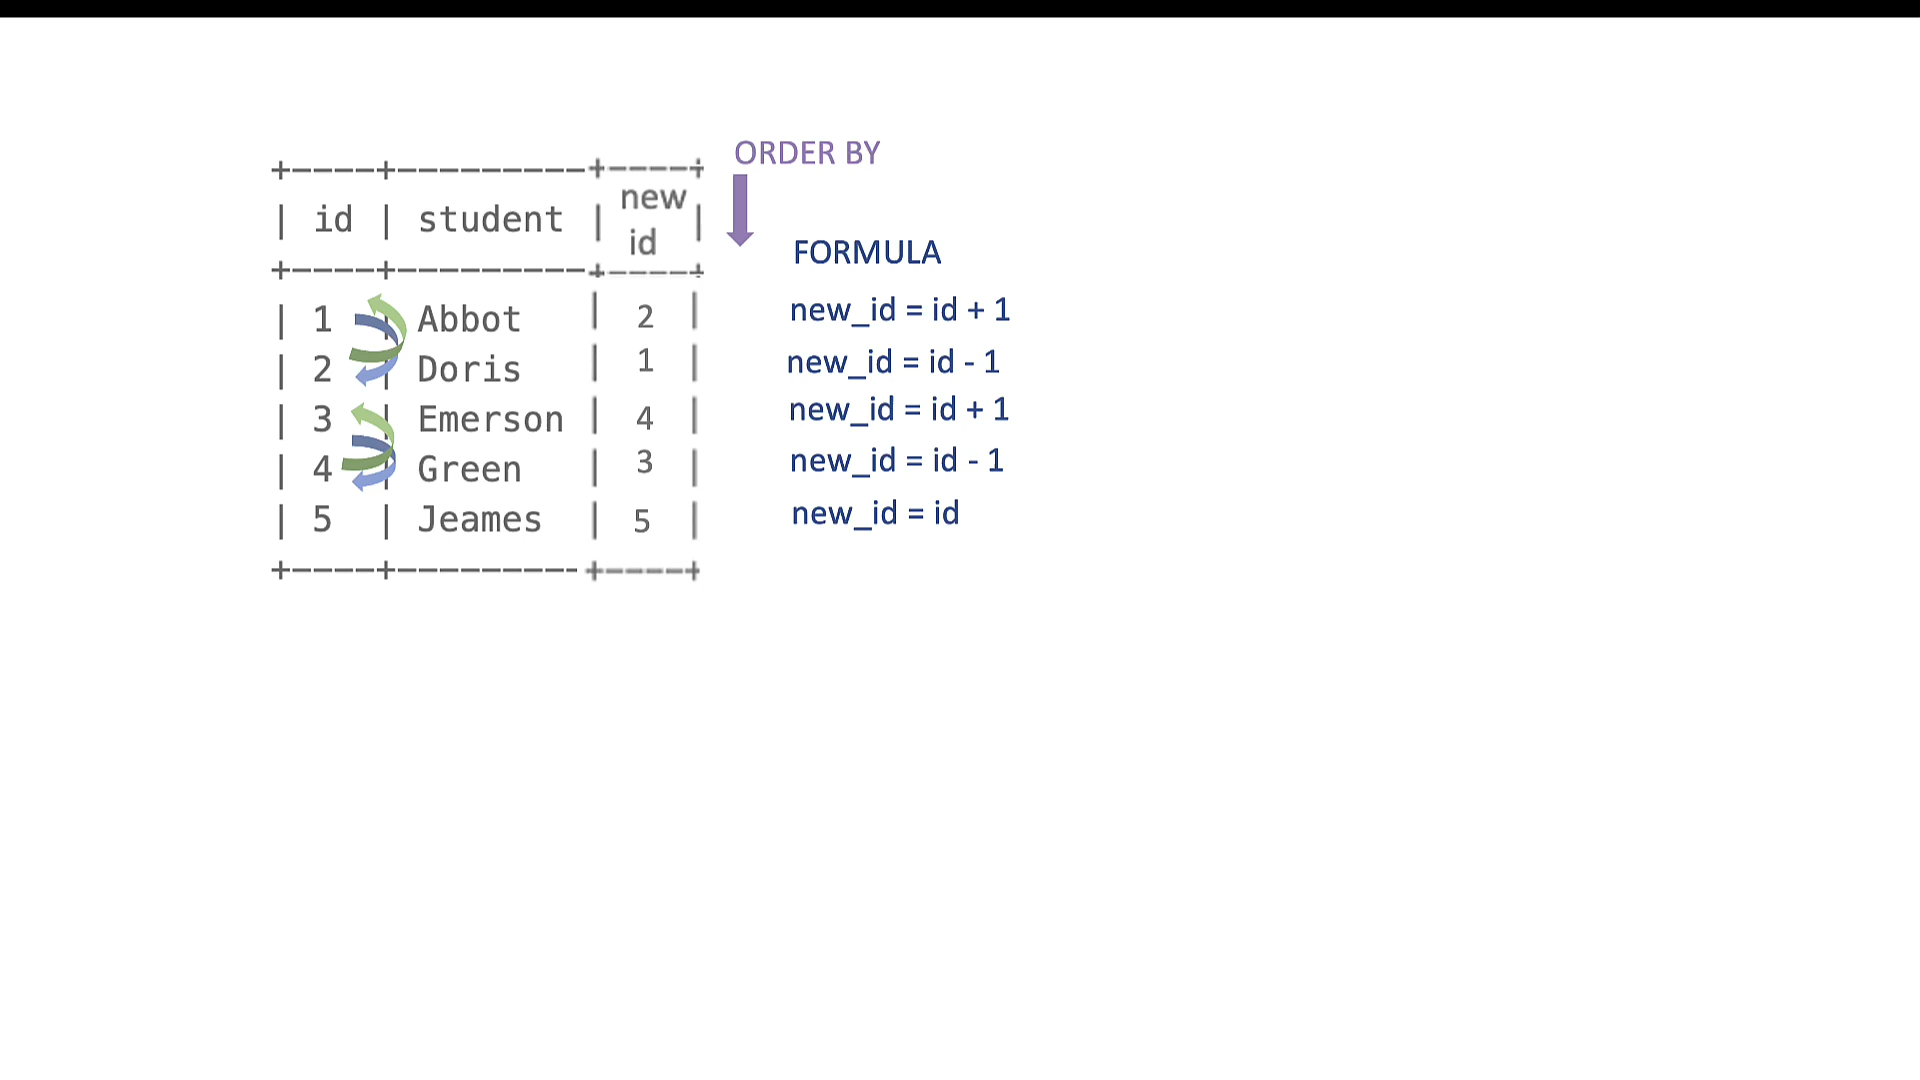 ORDER BY
+----+---------+----+
| id | student | new id |
+----+---------+----+
FORMULA
| 1 | Abbot | 2 | new_id = id + 1
| 2 | Doris | 1 | new_id = id - 1
| 3 | Emerson | 4 | new_id = id + 1
| 4 | Green | 3 | new_id = id - 1
| 5 | Jeames | 5 | new_id = id
+----+---------+----+